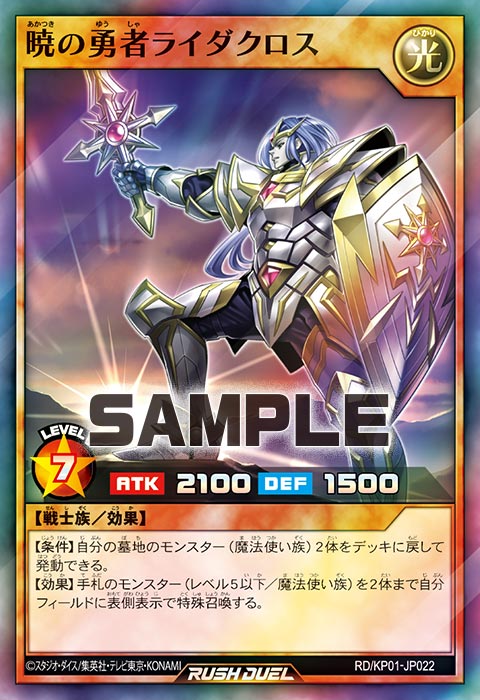 暁の勇者ライダクロス
光
SAMPLE
LEVEL
7
ATK 2100 DEF 1500
【戦士族／効果】
【条件】自分の墓地のモンスター（魔法使い族）2体をデッキに戻して
発動できる。
【効果】手札のモンスター（レベル5以下／魔法使い族）を2体まで自分
フィールドに表側表示で特殊召喚する。
©スタジオ・ダイス/集英社・テレビ東京・KONAMI
RUSH DUEL
RD/KP01-JP022